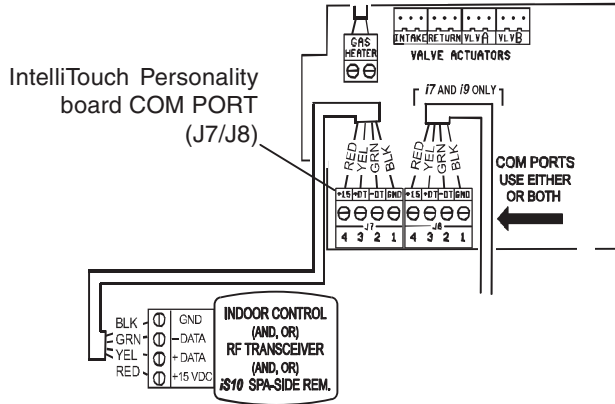 GAS
HEATER
INTAKE RETURN VLVA VLVB
VALVE ACTUATORS
IntelliTouch Personality
board COM PORT
(J7/J8)
i7 AND i9 ONLY
RED YEL GRN BLK
RED YEL GRN BLK
COM PORTS
USE EITHER
OR BOTH
+15 +DT -DT GND +15 +DT -DT GND
J7 J8
4 3 2 1 4 3 2 1
BLK GND
GRN –DATA
YEL + DATA
RED +15 VDC
INDOOR CONTROL
(AND, OR)
RF TRANSCEIVER
(AND, OR)
iS10 SPA-SIDE REM.